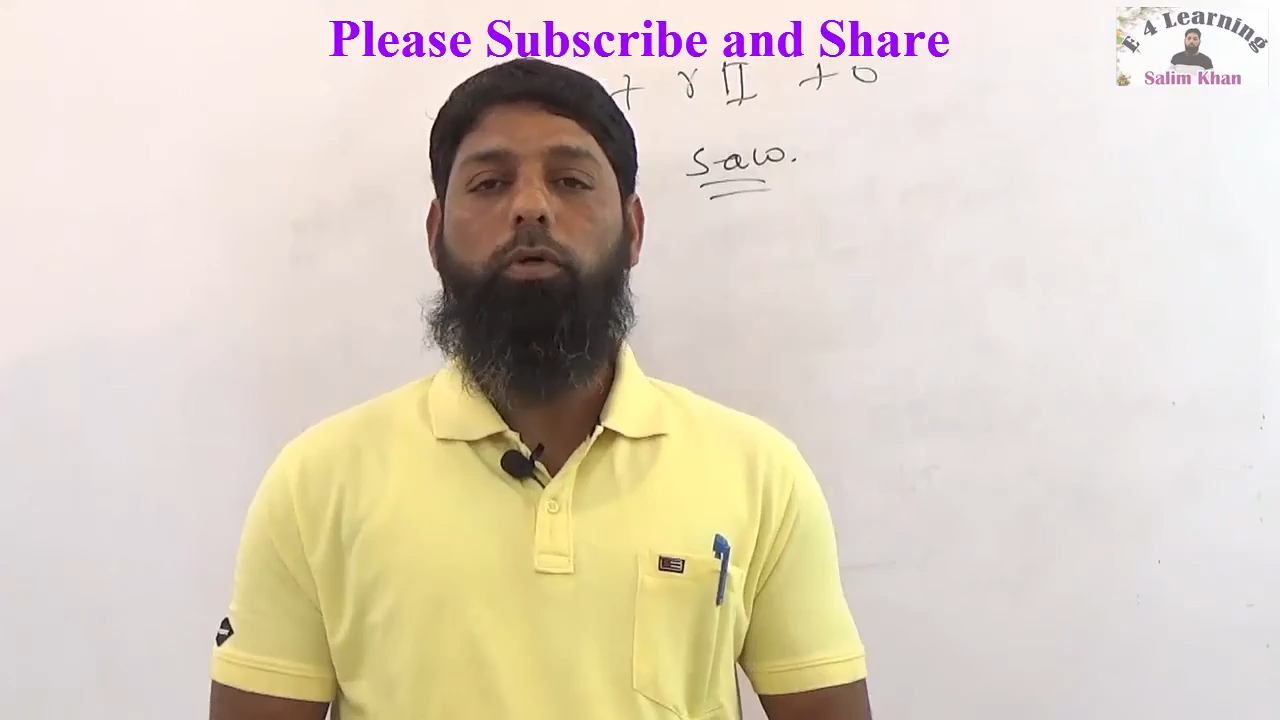 Please Subscribe and Share
E 4 Learning
Salim Khan
+ V II + O
Saw.